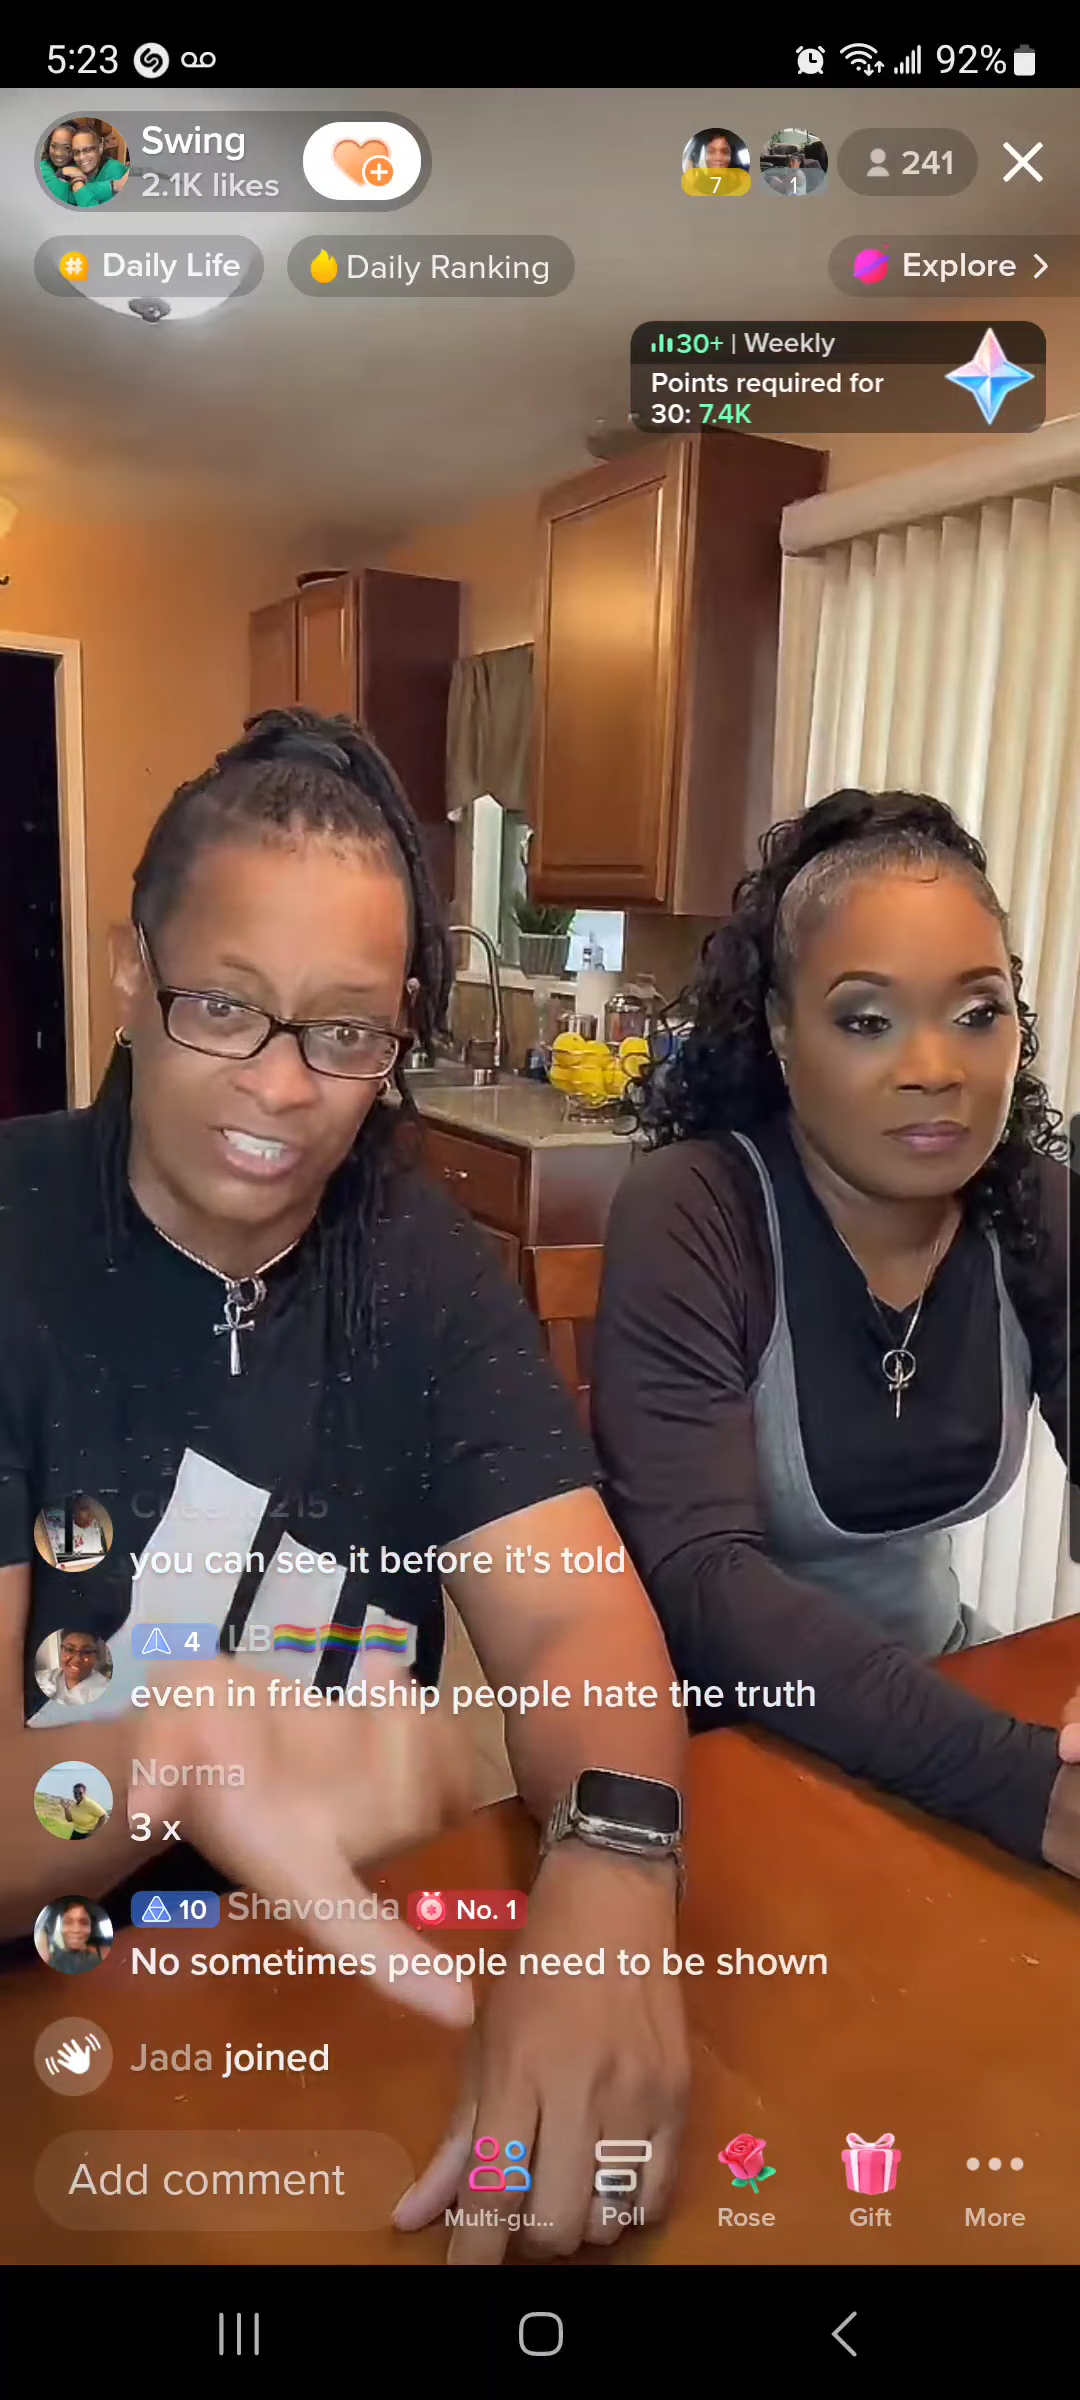 5:23
92%
Swing
2.1K likes
7
1
241
Daily Life
Daily Ranking
Explore >
30+ | Weekly
Points required for
30: 7.4K
you can see it before it's told
4 LB🏳️‍🌈🏳️‍🌈🏳️‍🌈
even in friendship people hate the truth
Norma
3 x
10 Shavonda No. 1
No sometimes people need to be shown
Jada joined
Add comment
Multi-gu...
Poll
Rose
Gift
More